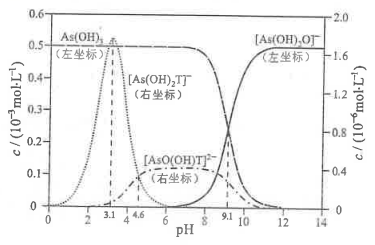 0.6
0.5
0.4
0.3
0.2
0.1
0
c / (10⁻³mol·L⁻¹)
As(OH)₃
(左坐标)
[As(OH)₂T]⁻
(右坐标)
[AsO(OH)T]²⁻
(右坐标)
[As(OH)₂O]⁻
(左坐标)
2.0
1.6
1.2
0.8
0.4
0
c / (10⁻⁶mol·L⁻¹)
0 2 3.1 4 4.6 6 8 9.1 10 12 14
pH